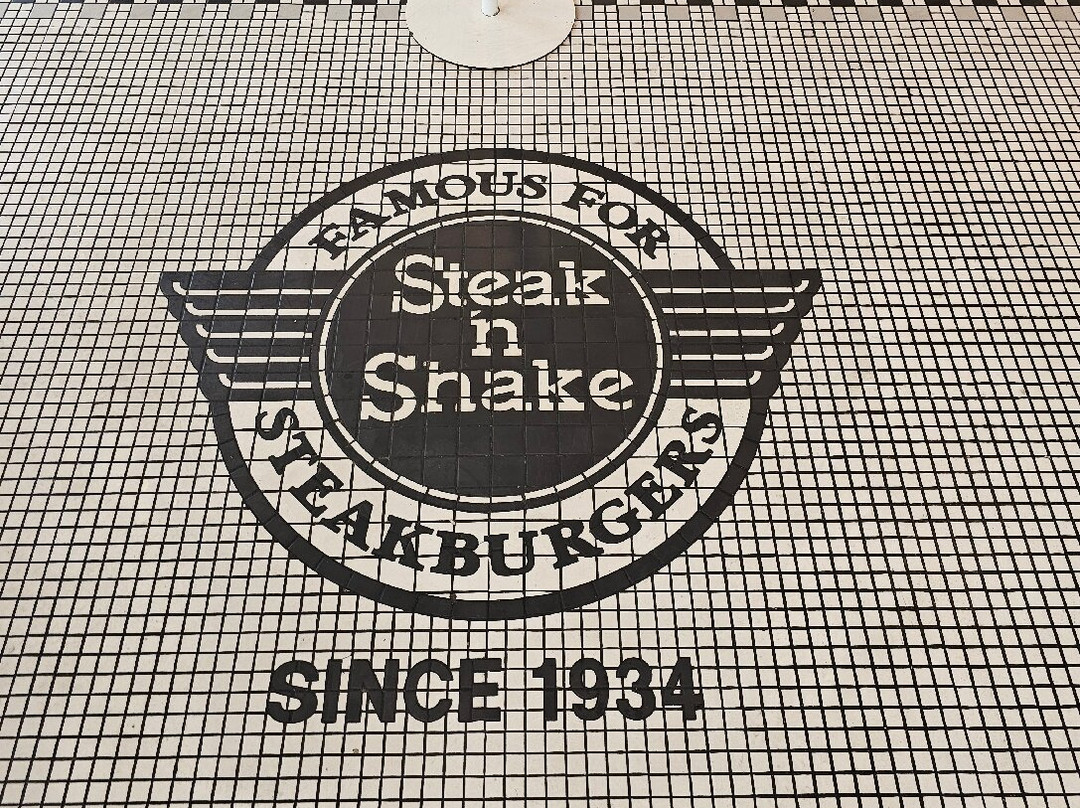 FAMOUS FOR
Steak
n
Shake
STEAKBURGERS
SINCE 1934